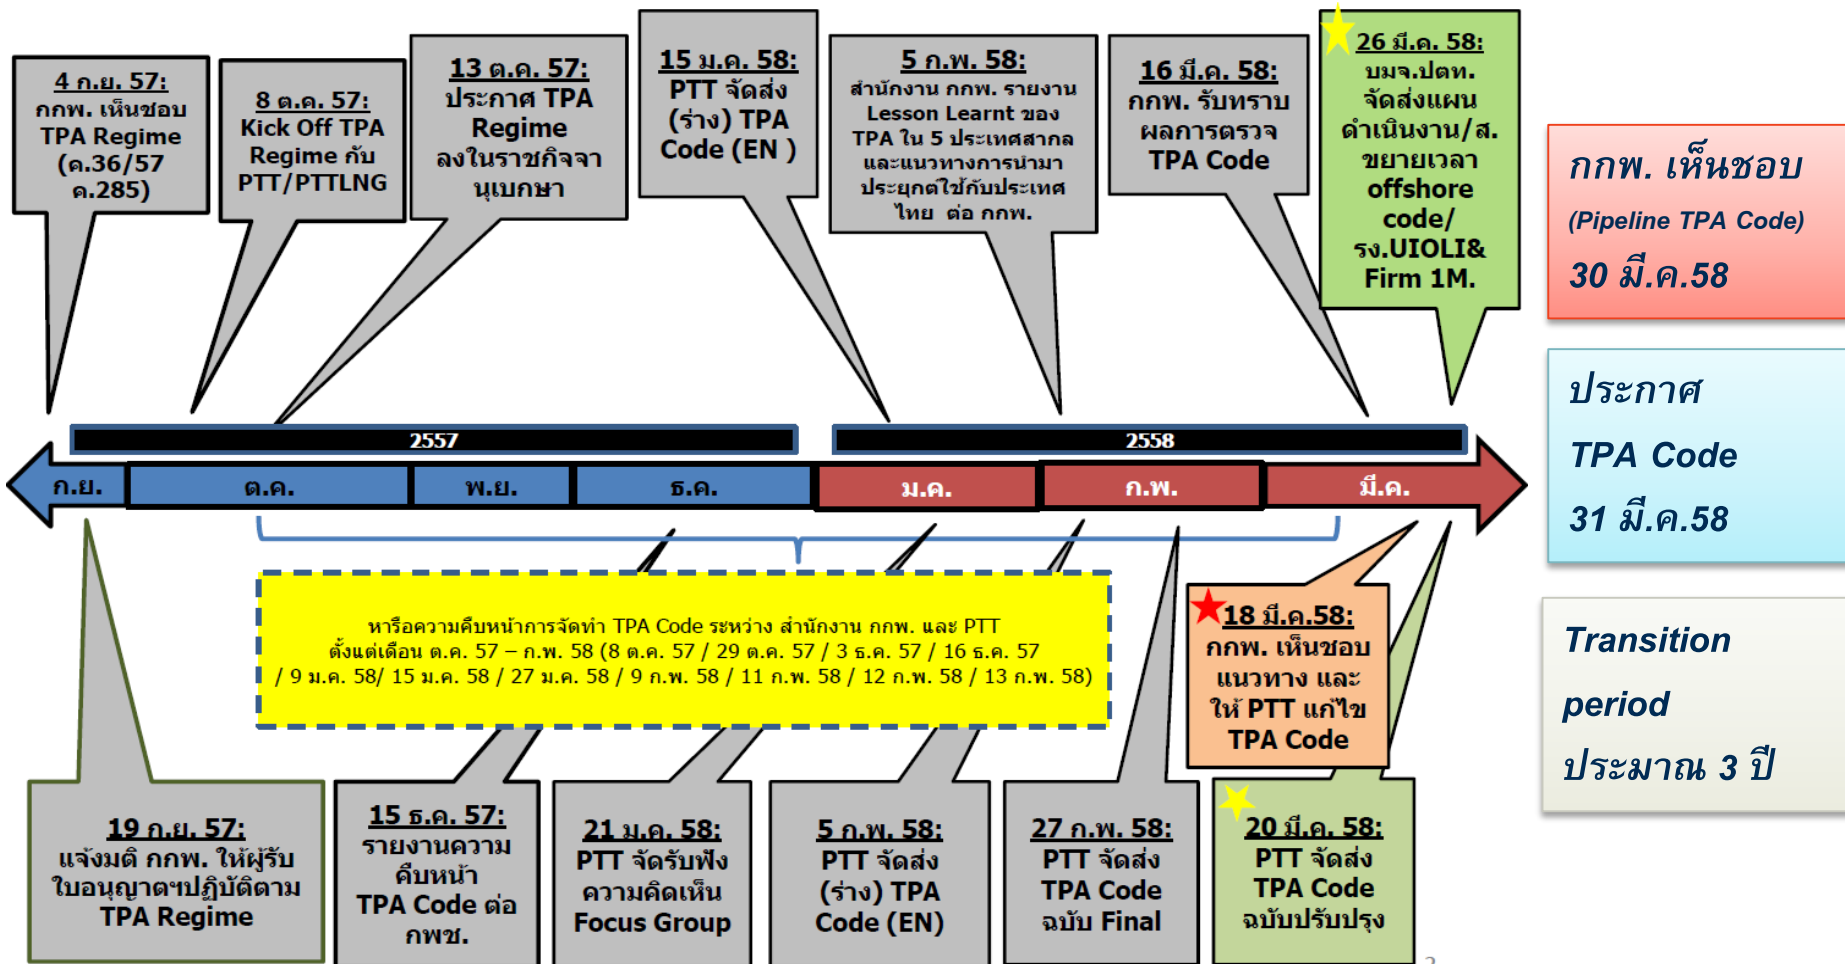 4 ก.ย. 57:
กกพ. เห็นชอบ
TPA Regime
(ค.36/57
ค.285)
8 ต.ค. 57:
Kick Off TPA
Regime กับ
PTT/PTTLNG
13 ต.ค. 57:
ประกาศ TPA
Regime
ลงในราชกิจจา
นุเบกษา
15 ม.ค. 58:
PTT จัดส่ง
(ร่าง) TPA
Code (EN )
5 ก.พ. 58:
สำนักงาน กกพ. รายงาน
Lesson Learnt ของ
TPA ใน 5 ประเทศสากล
และแนวทางการนำมา
ประยุกต์ใช้กับประเทศ
ไทย ต่อ กกพ.
16 มี.ค. 58:
กกพ. รับทราบ
ผลการตรวจ
TPA Code
26 มี.ค. 58:
บมจ.ปตท.
จัดส่งแผน
ดำเนินงาน/ส.
ขยายเวลา
offshore
code/
รง.UIOLI&
Firm 1M.
กกพ. เห็นชอบ
(Pipeline TPA Code)
30 มี.ค.58
ประกาศ
TPA Code
31 มี.ค.58
Transition
period
ประมาณ 3 ปี
2557
2558
ก.ย.
ต.ค.
พ.ย.
ธ.ค.
ม.ค.
ก.พ.
มี.ค.
หารือความคืบหน้าการจัดทำ TPA Code ระหว่าง สำนักงาน กกพ. และ PTT
ตั้งแต่เดือน ต.ค. 57 – ก.พ. 58 (8 ต.ค. 57 / 29 ต.ค. 57 / 3 ธ.ค. 57 / 16 ธ.ค. 57
/ 9 ม.ค. 58/ 15 ม.ค. 58 / 27 ม.ค. 58 / 9 ก.พ. 58 / 11 ก.พ. 58 / 12 ก.พ. 58 / 13 ก.พ. 58)
18 มี.ค.58:
กกพ. เห็นชอบ
แนวทาง และ
ให้ PTT แก้ไข
TPA Code
19 ก.ย. 57:
แจ้งมติ กกพ. ให้ผู้รับ
ใบอนุญาตฯปฏิบัติตาม
TPA Regime
15 ธ.ค. 57:
รายงานความ
คืบหน้า
TPA Code ต่อ
กพช.
21 ม.ค. 58:
PTT จัดรับฟัง
ความคิดเห็น
Focus Group
5 ก.พ. 58:
PTT จัดส่ง
(ร่าง) TPA
Code (EN)
27 ก.พ. 58:
PTT จัดส่ง
TPA Code
ฉบับ Final
20 มี.ค. 58:
PTT จัดส่ง
TPA Code
ฉบับปรับปรุง